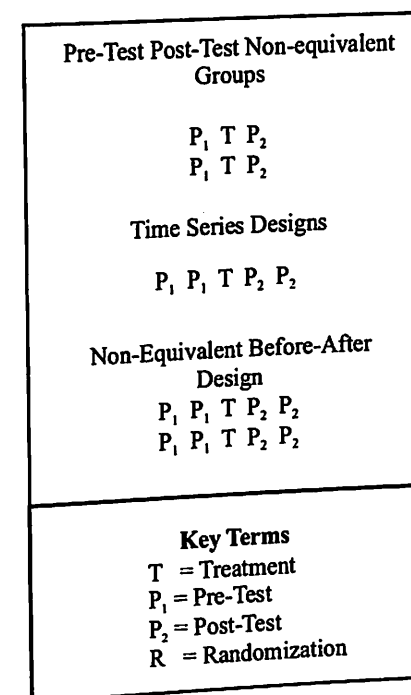 Pre-Test Post-Test Non-equivalent
Groups
P₁ T P₂
P₁ T P₂
Time Series Designs
P₁ P₁ T P₂ P₂
Non-Equivalent Before-After
Design
P₁ P₁ T P₂ P₂
P₁ P₁ T P₂ P₂
Key Terms
T = Treatment
P₁ = Pre-Test
P₂ = Post-Test
R = Randomization